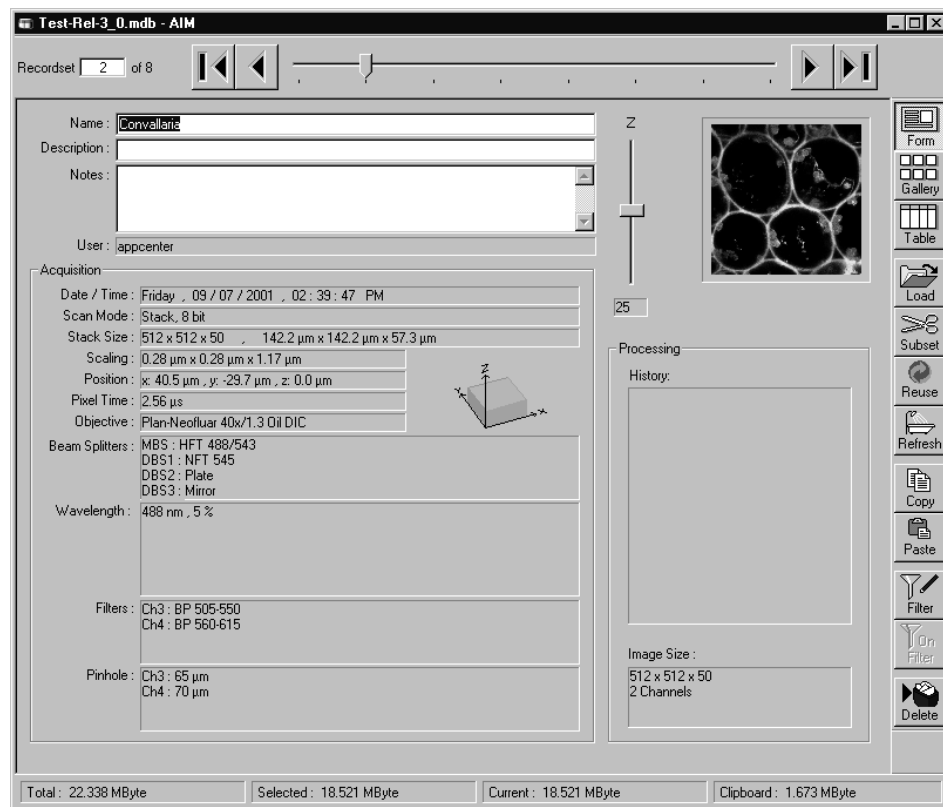 Test-Rel-3_0.mdb - AIM
Recordset 2 of 8
Name : Convallaria
Description :
Notes :
User : appcenter
Z
25
Acquisition
Date / Time : Friday , 09 / 07 / 2001 , 02 : 39 : 47 PM
Scan Mode : Stack, 8 bit
Stack Size : 512 x 512 x 50 , 142.2 µm x 142.2 µm x 57.3 µm
Scaling : 0.28 µm x 0.28 µm x 1.17 µm
Position : x: 40.5 µm , y: -29.7 µm , z: 0.0 µm
Pixel Time : 2.56 µs
Objective : Plan-Neofluar 40x/1.3 Oil DIC
Z
Y
X
Beam Splitters : MBS : HFT 488/543
DBS1 : NFT 545
DBS2 : Plate
DBS3 : Mirror
Wavelength : 488 nm , 5 %
Filters : Ch3 : BP 505-550
Ch4 : BP 560-615
Pinhole : Ch3 : 65 µm
Ch4 : 70 µm
Processing
History:
Image Size :
512 x 512 x 50
2 Channels
Form
Gallery
Table
Load
Subset
Reuse
Refresh
Copy
Paste
Filter
On
Filter
Delete
Total : 22.338 MByte
Selected : 18.521 MByte
Current : 18.521 MByte
Clipboard : 1.673 MByte